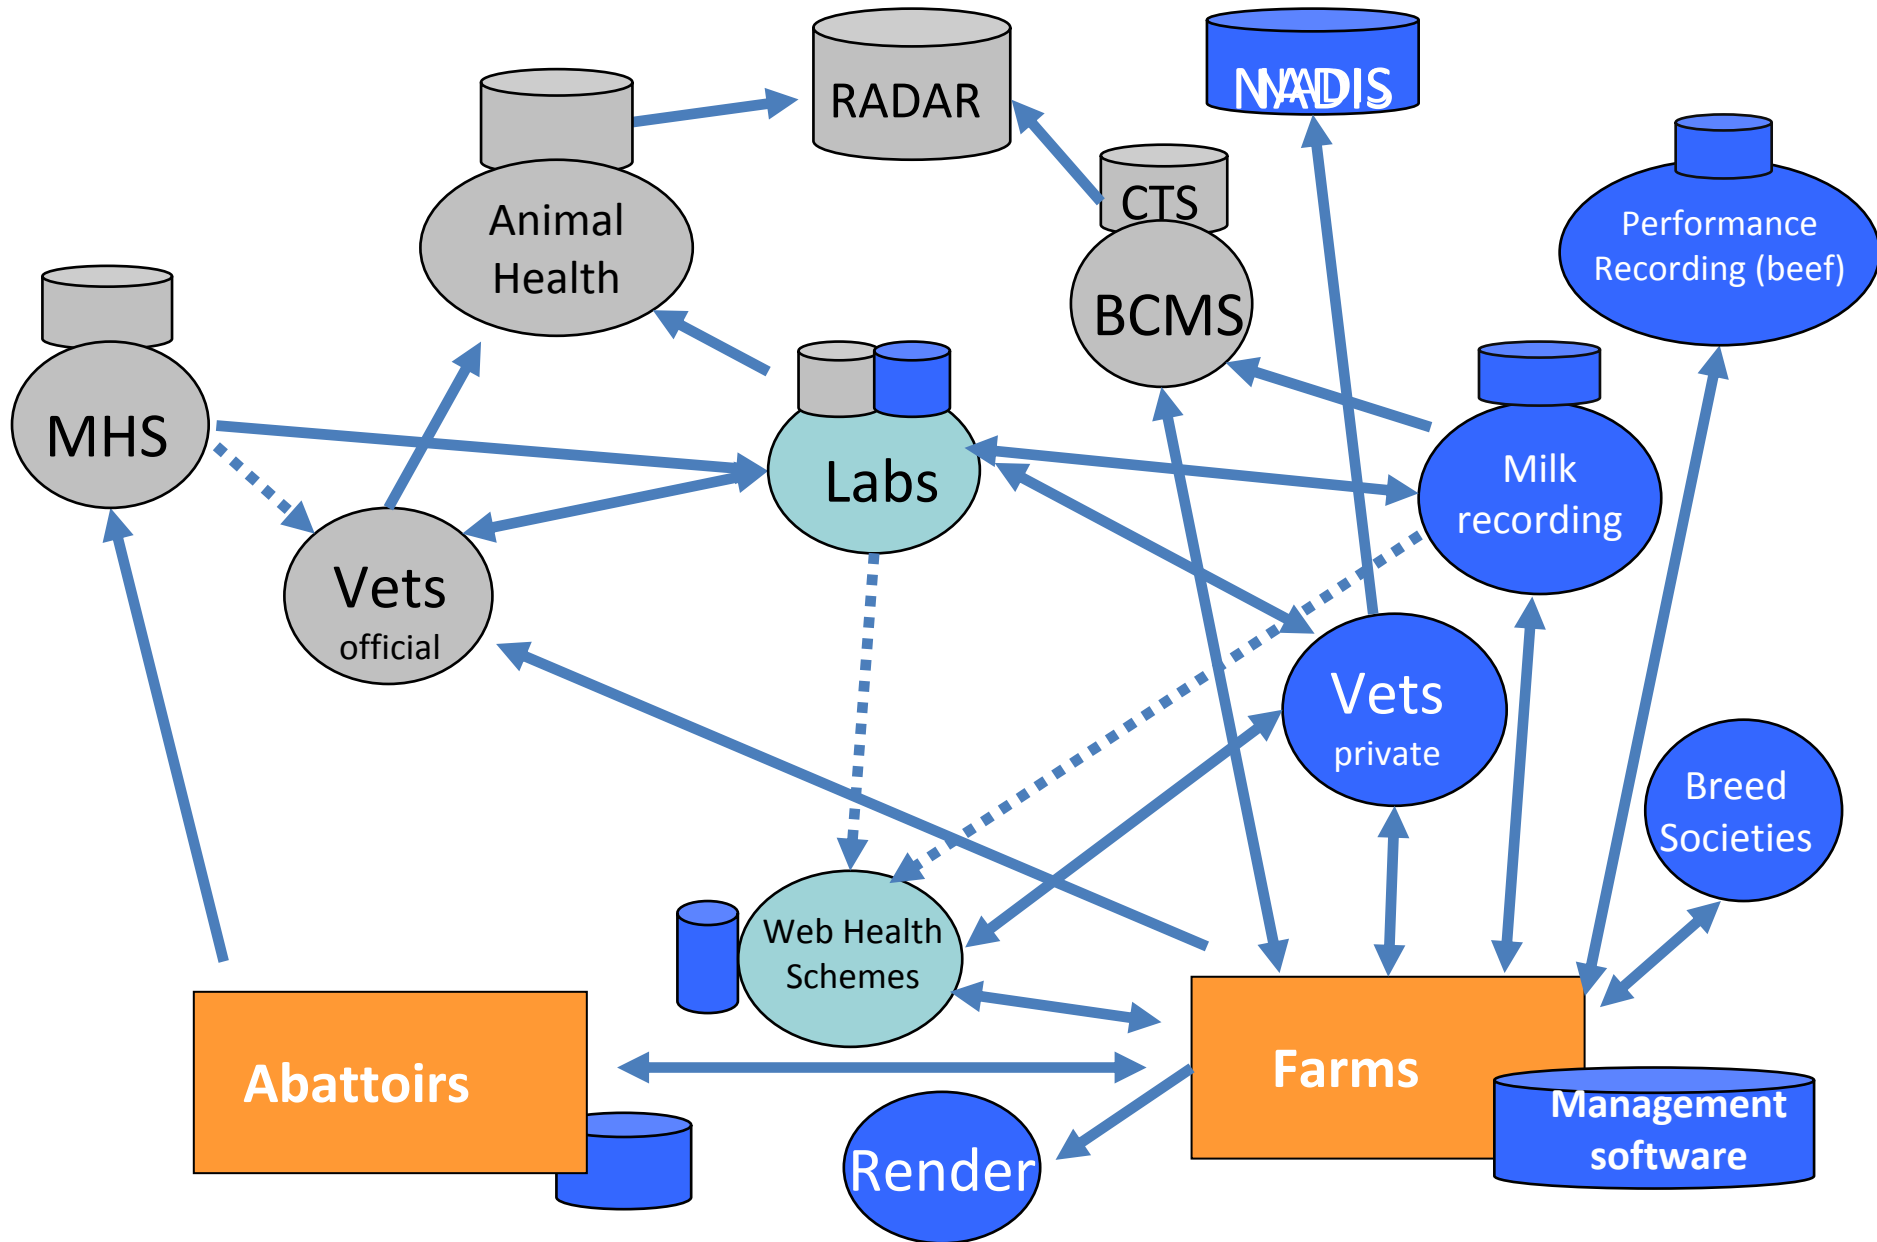 RADAR
NADIS
CTS
Animal
Health
Performance
Recording (beef)
BCMS
MHS
Labs
Milk
recording
Vets
official
Vets
private
Breed
Societies
Web Health
Schemes
Abattoirs
Farms
Management
software
Render